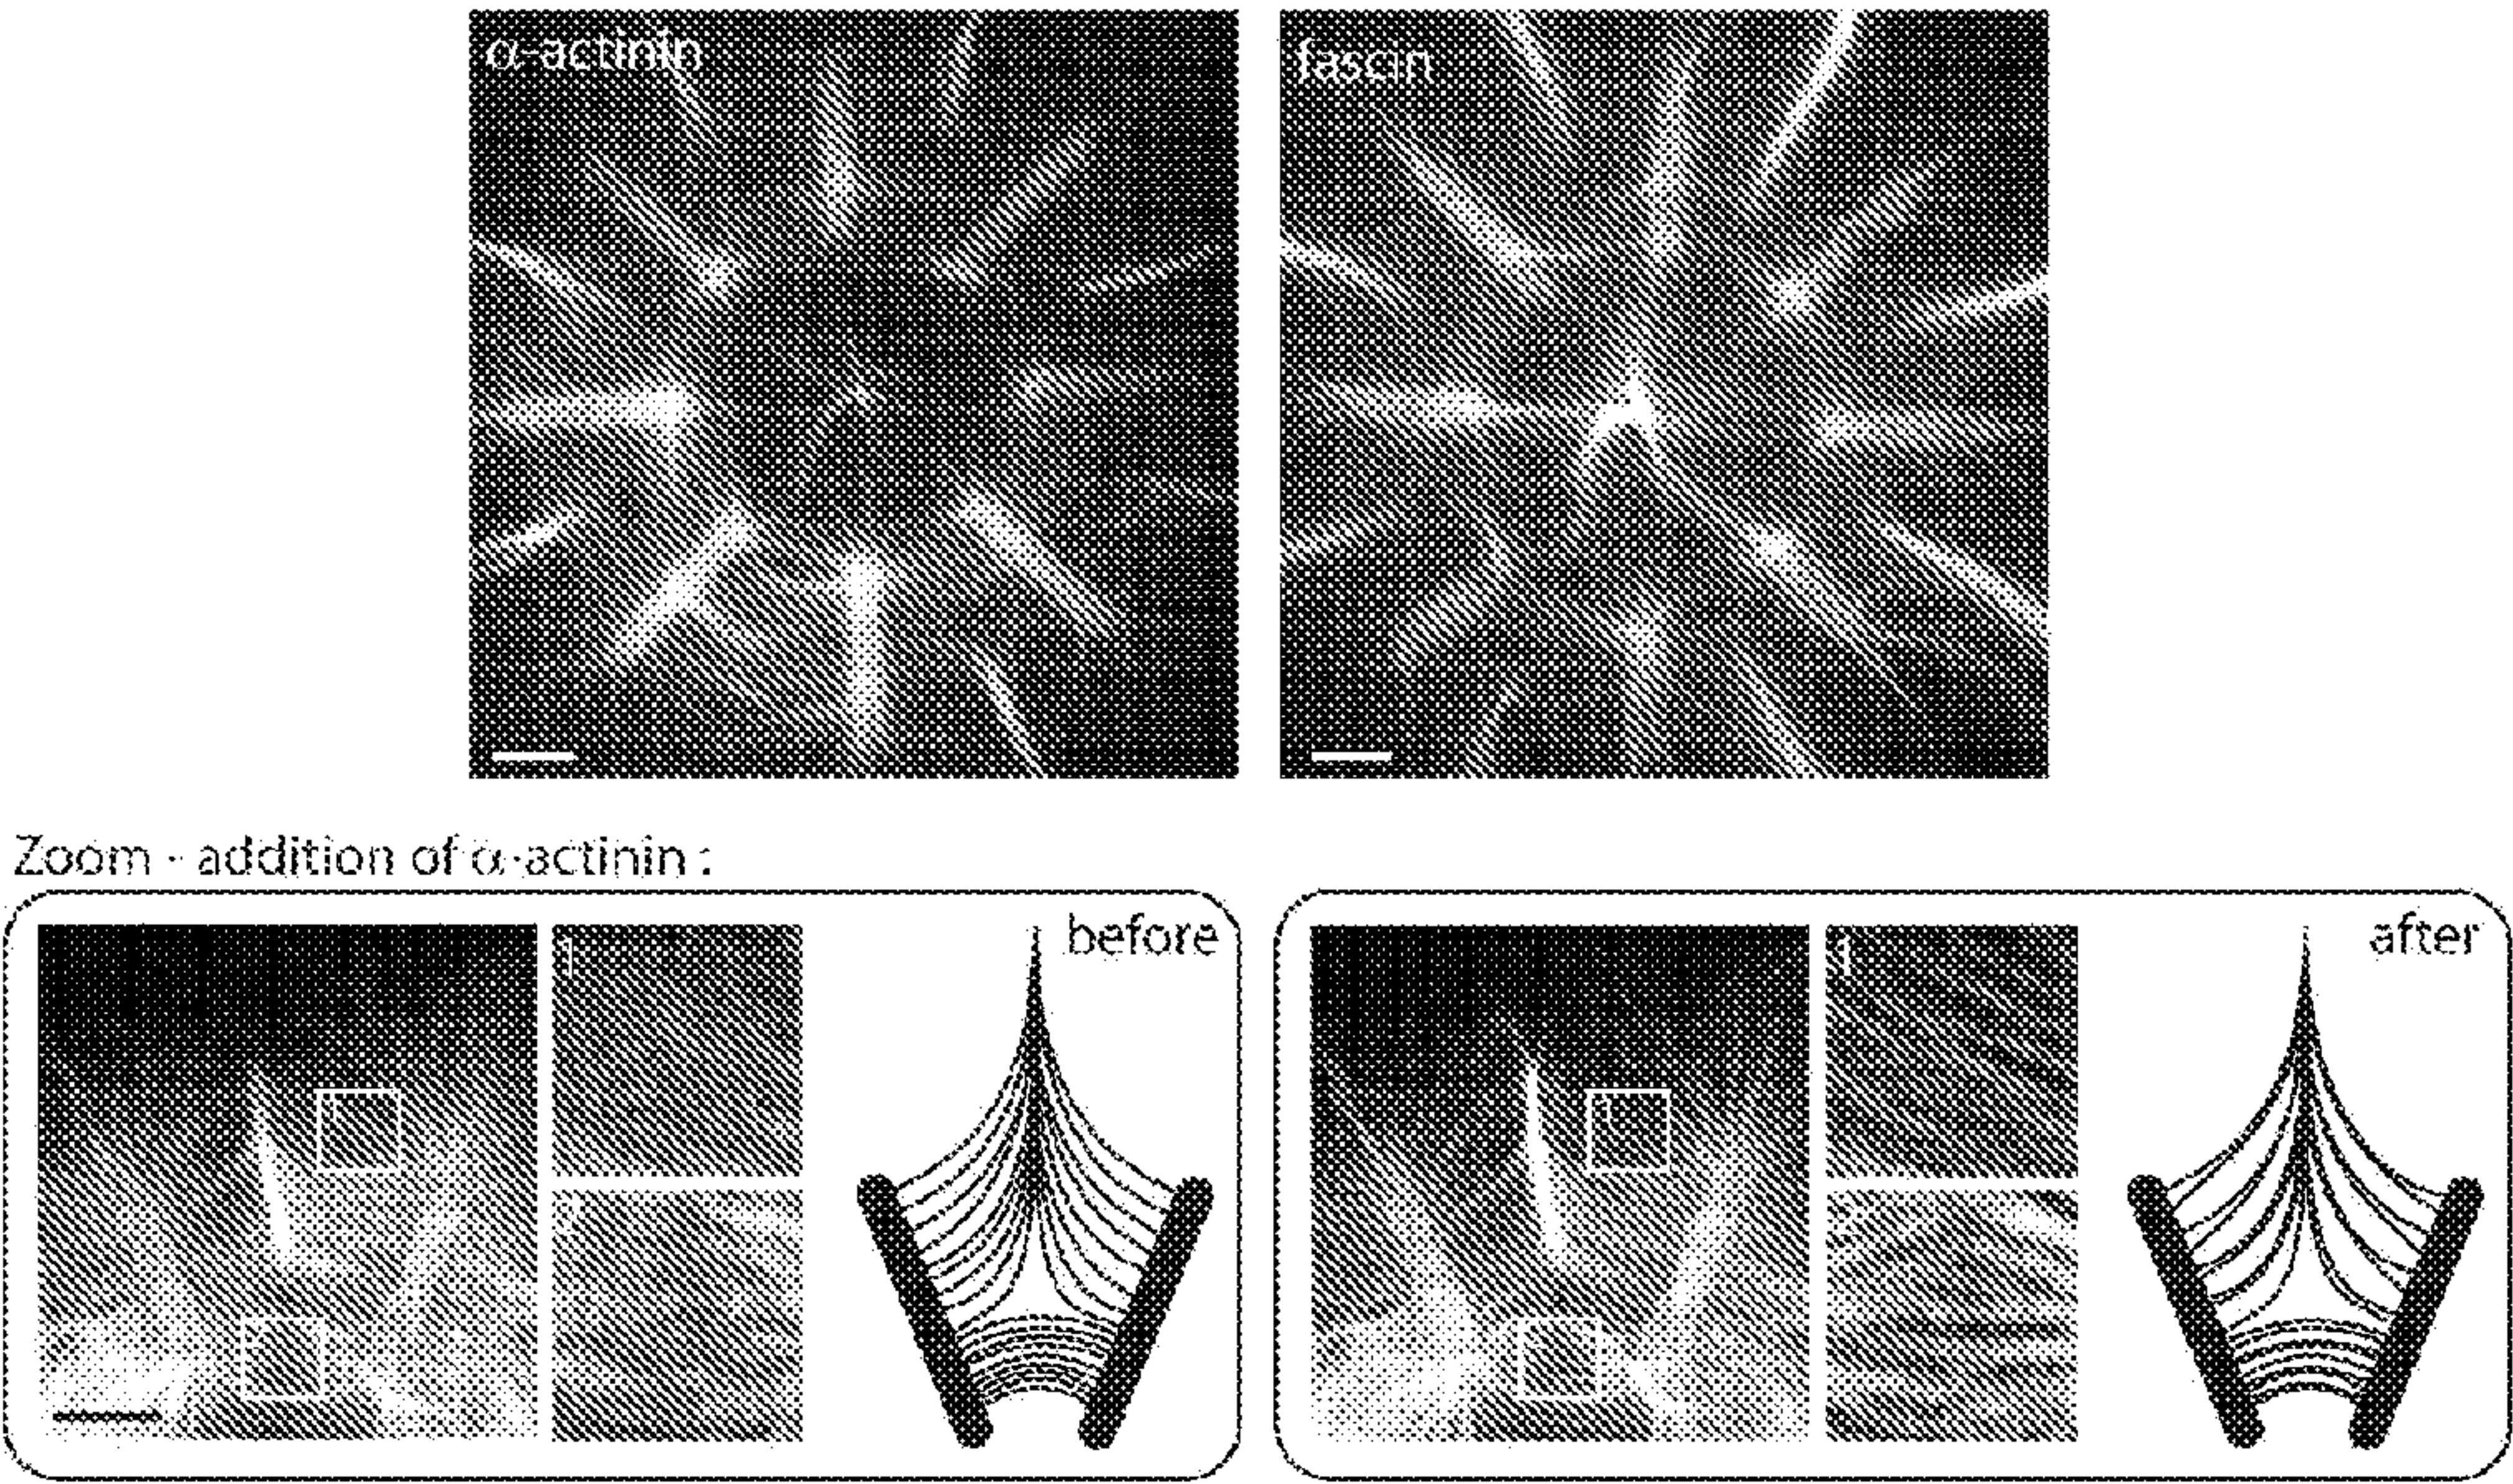 α-actinin
fascin
Zoom - addition of α-actinin :
before
after